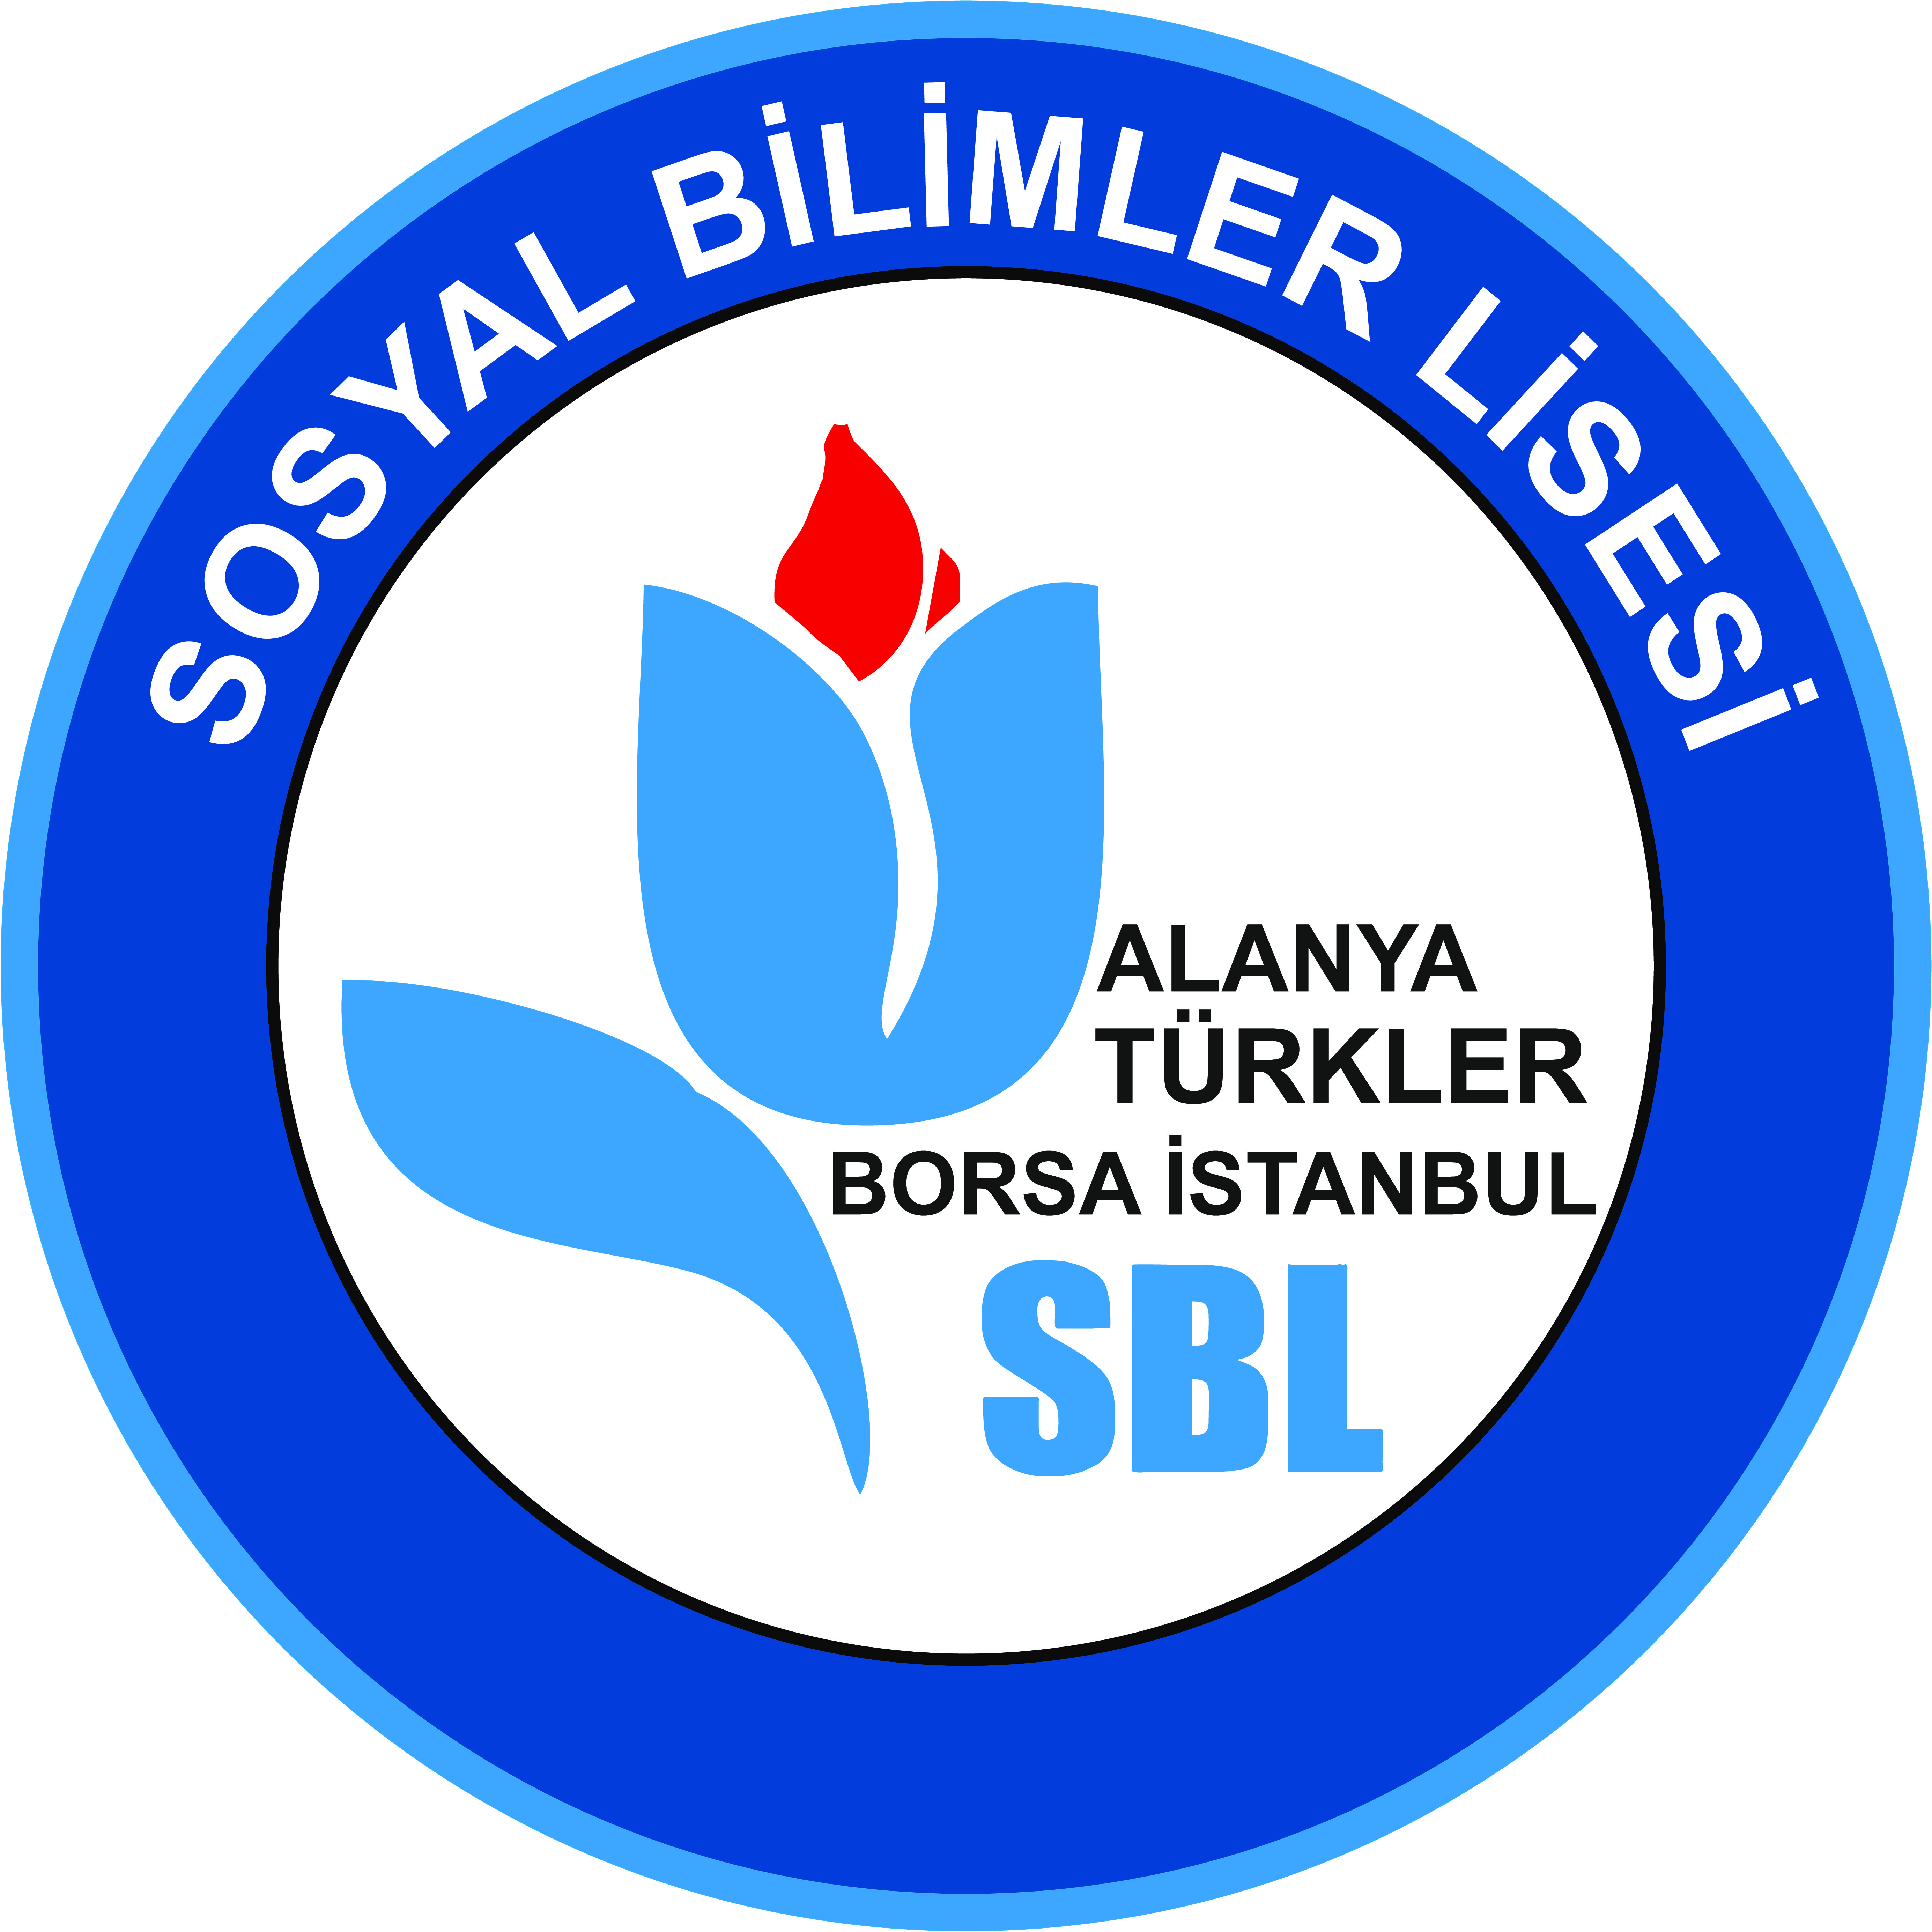 SOSYAL BİLİMLER LİSESİ
ALANYA
TÜRKLER
BORSA İSTANBUL
SBL